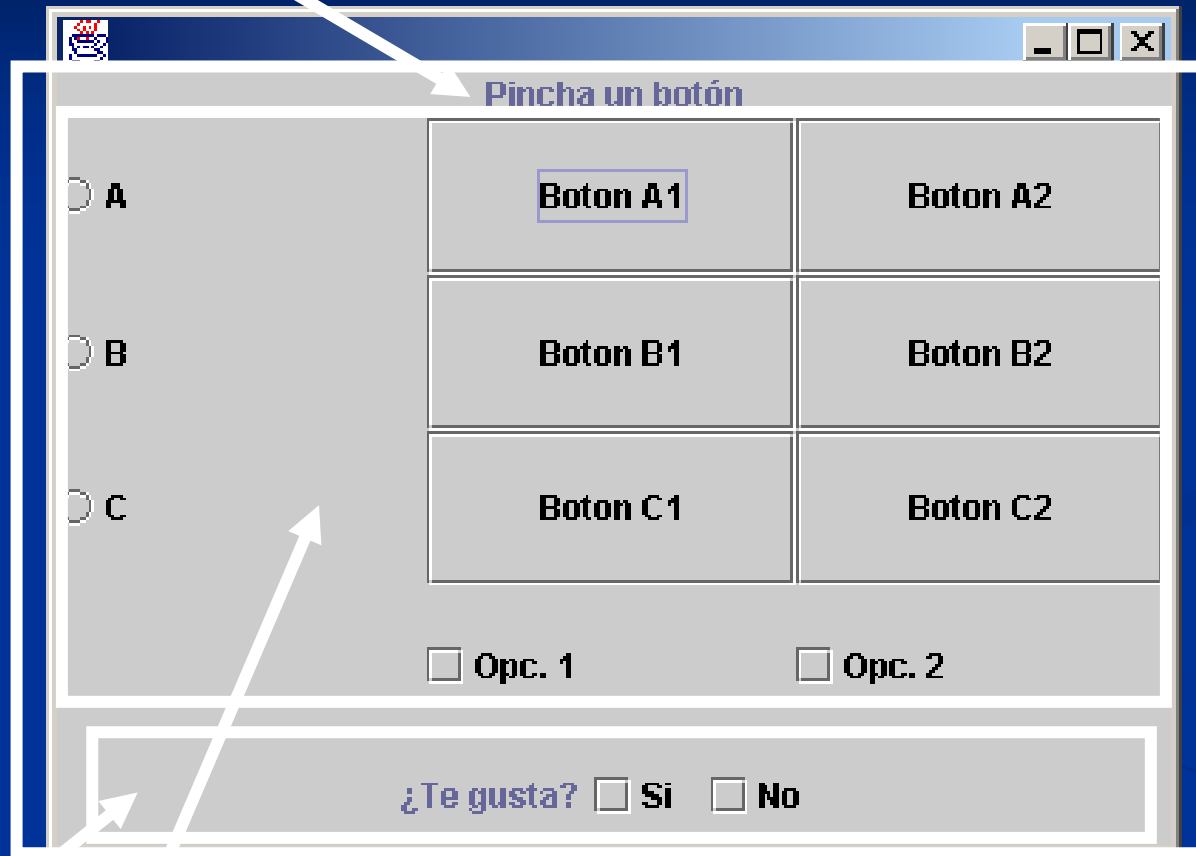 Pincha un botón
A Boton A1 Boton A2
B Boton B1 Boton B2
C Boton C1 Boton C2
Opc. 1 Opc. 2
¿Te gusta? Si No